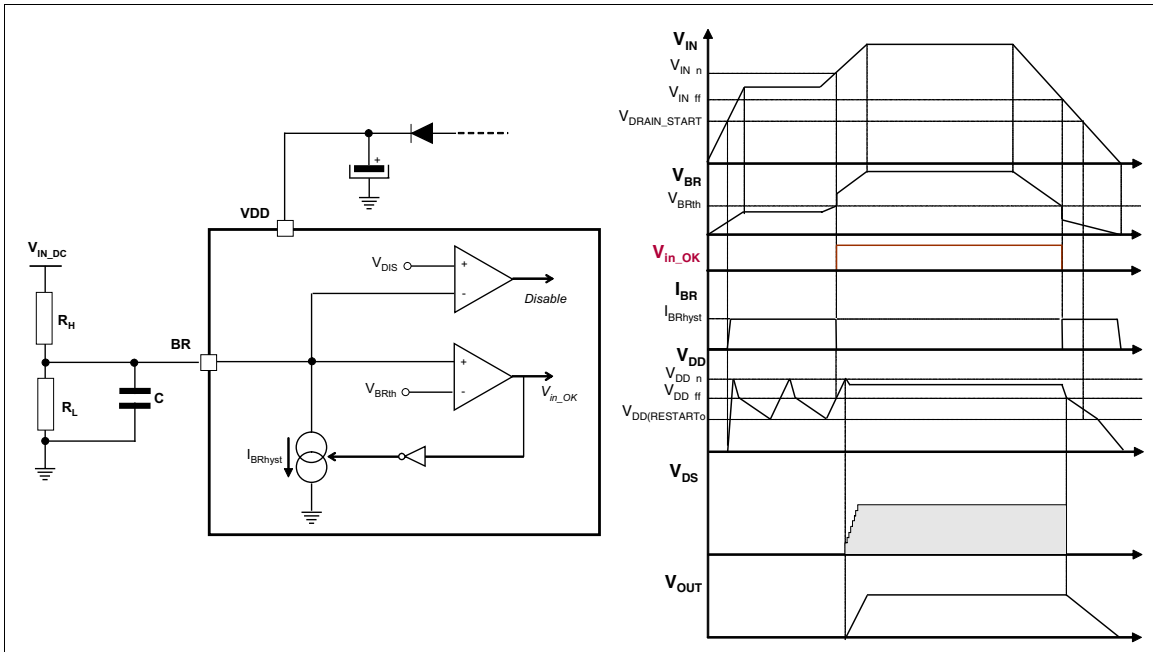 VDD
V_DIS
+
-
Disable
V_IN_DC
R_H
BR
+
V_BRth
-
V_in_OK
R_L
C
I_BRhyst
+
V_IN
V_IN n
V_IN ff
V_DRAIN_START
V_BR
V_BRth
V_in_OK
I_BR
I_BRhyst
V_DD
V_DD n
V_DD ff
V_DD(RESTARTo
V_DS
V_OUT